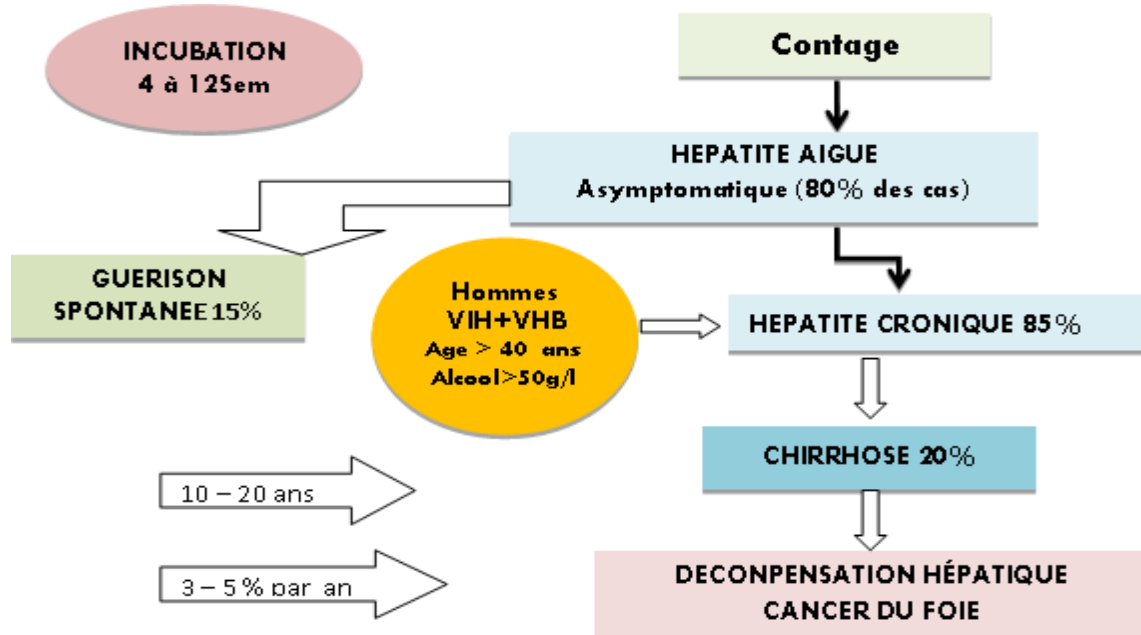 INCUBATION
4 à 12Sem
Contage
HEPATITE AIGUE
Asymptomatique (80% des cas)
GUERISON
SPONTANEE 15%
Hommes
VIH+VHB
Age > 40 ans
Alcool>50g/l
HEPATITE CRONIQUE 85%
CHIRRHOSE 20%
10 – 20 ans
3 – 5 % par an
DECONPENSATION HÉPATIQUE
CANCER DU FOIE